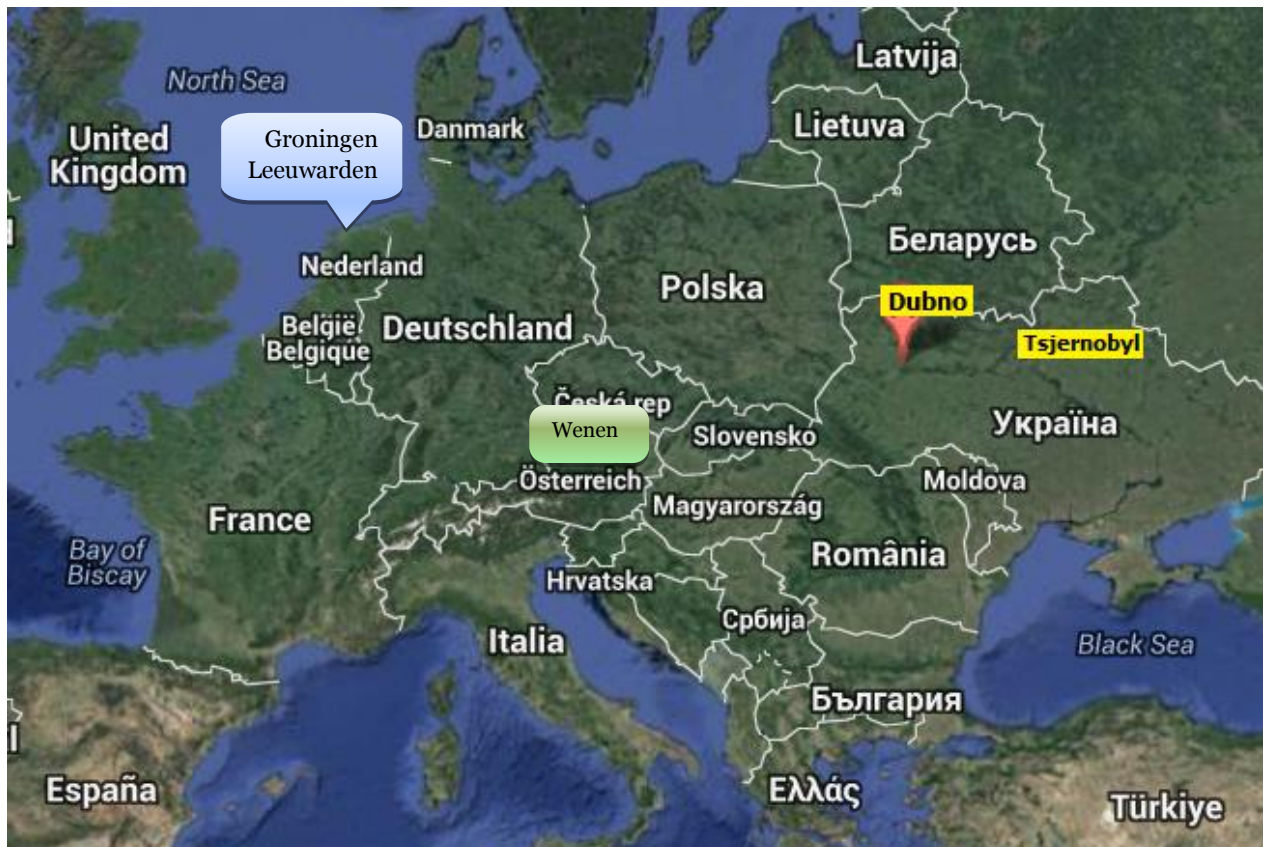 Latvija
North Sea
Lietuva
United
Kingdom
Danmark
Groningen
Leeuwarden
Беларусь
Nederland
Polska
Dubno
Deutschland
België
Belgique
Tsjernobyl
Česká rep
Wenen
Slovensko
Україна
Österreich
Moldova
Magyarország
France
Bay of
Biscay
România
Hrvatska
Србија
Italia
Black Sea
България
España
Ελλάς
Türkiye